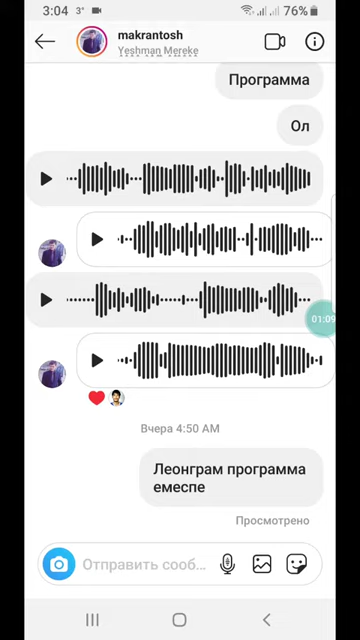 3:04 3° 76%
makrantosh
Yeshman Mereke
Программа
Ол
01:09
Вчера 4:50 AM
Леонграм программа
емеспе
Просмотрено
Отправить сооб...